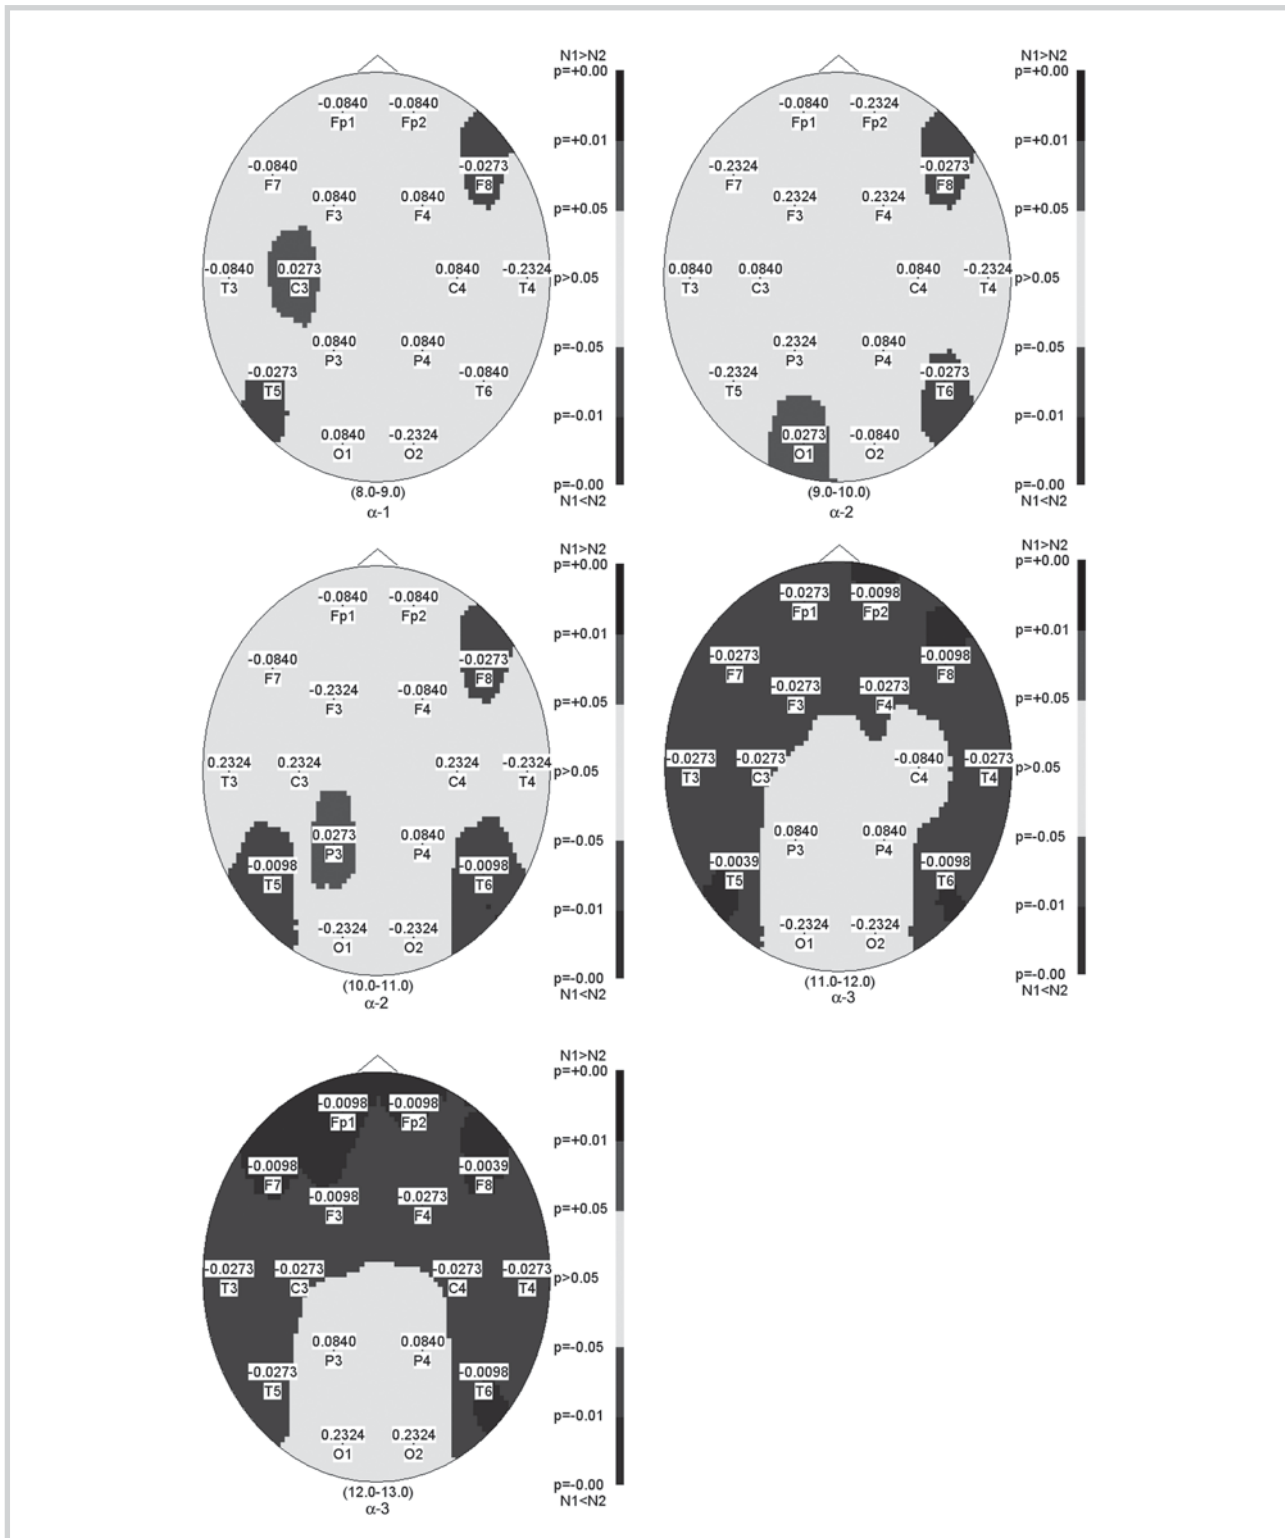 N1>N2
p=+0.00
p=+0.01
p=+0.05
p>0.05
p=-0.05
p=-0.01
p=-0.00
N1<N2
-0.0840 -0.0840
Fp1 Fp2
-0.0840 -0.0273
F7 F8
0.0840 0.0840
F3 F4
-0.0840 0.0273 0.0840 -0.2324
T3 C3 C4 T4
0.0840 0.0840
P3 P4
-0.0273 -0.0840
T5 T6
0.0840 -0.2324
O1 O2
(8.0-9.0)
α-1
N1>N2
p=+0.00
p=+0.01
p=+0.05
p>0.05
p=-0.05
p=-0.01
p=-0.00
N1<N2
-0.0840 -0.2324
Fp1 Fp2
-0.2324 -0.0273
F7 F8
0.2324 0.2324
F3 F4
0.0840 0.0840 0.0840 -0.2324
T3 C3 C4 T4
0.2324 0.0840
P3 P4
-0.2324 -0.0273
T5 T6
0.0273 -0.0840
O1 O2
(9.0-10.0)
α-2
N1>N2
p=+0.00
p=+0.01
p=+0.05
p>0.05
p=-0.05
p=-0.01
p=-0.00
N1<N2
-0.0840 -0.0840
Fp1 Fp2
-0.0840 -0.0273
F7 F8
-0.2324 -0.0840
F3 F4
0.2324 0.2324 0.2324 -0.2324
T3 C3 C4 T4
0.0273 0.0840
P3 P4
-0.0098 -0.0098
T5 T6
-0.2324 -0.2324
O1 O2
(10.0-11.0)
α-2
N1>N2
p=+0.00
p=+0.01
p=+0.05
p>0.05
p=-0.05
p=-0.01
p=-0.00
N1<N2
-0.0273 -0.0098
Fp1 Fp2
-0.0273 -0.0098
F7 F8
-0.0273 -0.0273
F3 F4
-0.0273 -0.0273 -0.0840 -0.0273
T3 C3 C4 T4
0.0840 0.0840
P3 P4
-0.0039 -0.0098
T5 T6
-0.2324 -0.2324
O1 O2
(11.0-12.0)
α-3
N1>N2
p=+0.00
p=+0.01
p=+0.05
p>0.05
p=-0.05
p=-0.01
p=-0.00
N1<N2
-0.0098 -0.0098
Fp1 Fp2
-0.0098 -0.0039
F7 F8
-0.0098 -0.0273
F3 F4
-0.0273 -0.0273 -0.0273 -0.0273
T3 C3 C4 T4
0.0840 0.0840
P3 P4
-0.0273 -0.0098
T5 T6
0.2324 0.2324
O1 O2
(12.0-13.0)
α-3